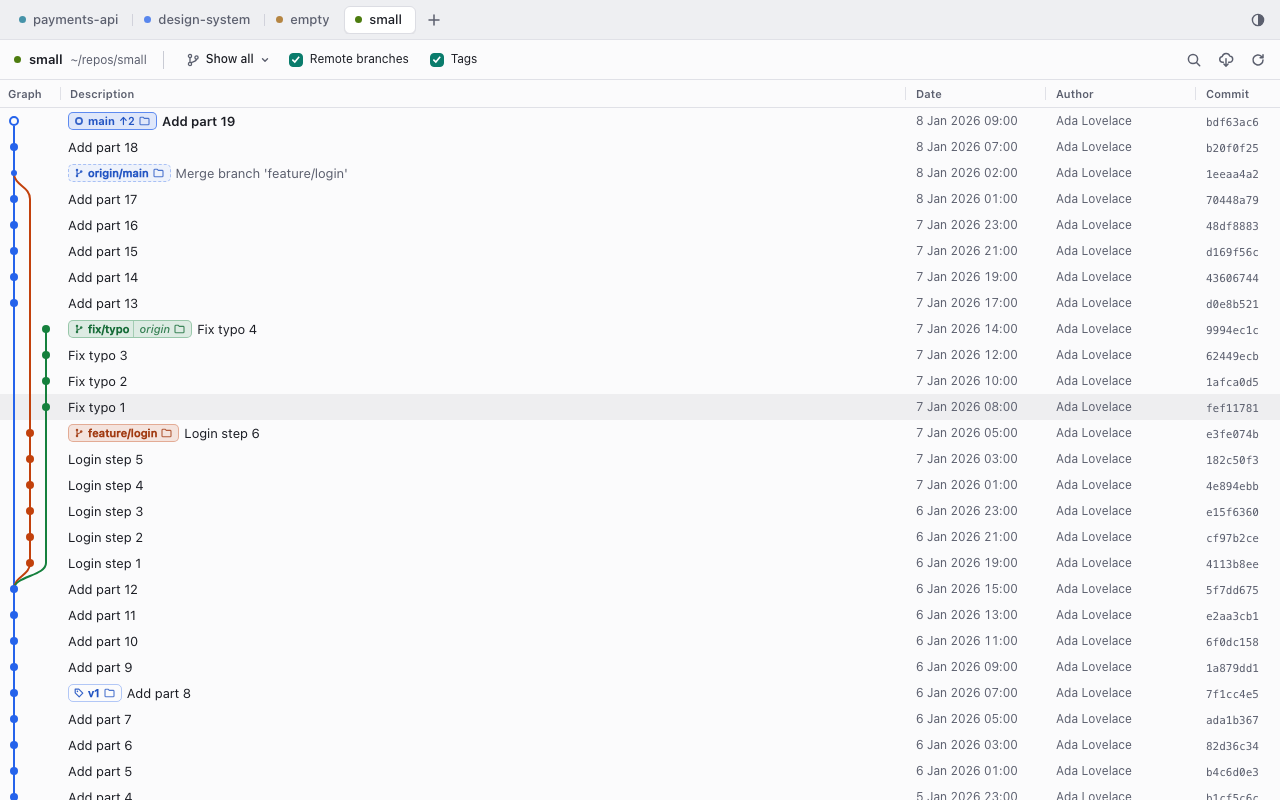 payments-api design-system empty small
small ~/repos/small Show all Remote branches Tags
Graph Description Date Author Commit
main ↑2 Add part 19 8 Jan 2026 09:00 Ada Lovelace bdf63ac6
Add part 18 8 Jan 2026 07:00 Ada Lovelace b20f0f25
origin/main Merge branch 'feature/login' 8 Jan 2026 02:00 Ada Lovelace 1eeaa4a2
Add part 17 8 Jan 2026 01:00 Ada Lovelace 70448a79
Add part 16 7 Jan 2026 23:00 Ada Lovelace 48df8883
Add part 15 7 Jan 2026 21:00 Ada Lovelace d169f56c
Add part 14 7 Jan 2026 19:00 Ada Lovelace 43606744
Add part 13 7 Jan 2026 17:00 Ada Lovelace d0e8b521
fix/typo origin Fix typo 4 7 Jan 2026 14:00 Ada Lovelace 9994ec1c
Fix typo 3 7 Jan 2026 12:00 Ada Lovelace 62449ecb
Fix typo 2 7 Jan 2026 10:00 Ada Lovelace 1afca0d5
Fix typo 1 7 Jan 2026 08:00 Ada Lovelace fef11781
feature/login Login step 6 7 Jan 2026 05:00 Ada Lovelace e3fe074b
Login step 5 7 Jan 2026 03:00 Ada Lovelace 182c50f3
Login step 4 7 Jan 2026 01:00 Ada Lovelace 4e894ebb
Login step 3 6 Jan 2026 23:00 Ada Lovelace e15f6360
Login step 2 6 Jan 2026 21:00 Ada Lovelace cf97b2ce
Login step 1 6 Jan 2026 19:00 Ada Lovelace 4113b8ee
Add part 12 6 Jan 2026 15:00 Ada Lovelace 5f7dd675
Add part 11 6 Jan 2026 13:00 Ada Lovelace e2aa3cb1
Add part 10 6 Jan 2026 11:00 Ada Lovelace 6f0dc158
Add part 9 6 Jan 2026 09:00 Ada Lovelace 1a879dd1
v1 Add part 8 6 Jan 2026 07:00 Ada Lovelace 7f1cc4e5
Add part 7 6 Jan 2026 05:00 Ada Lovelace ada1b367
Add part 6 6 Jan 2026 03:00 Ada Lovelace 82d36c34
Add part 5 6 Jan 2026 01:00 Ada Lovelace b4c6d0e3
Add part 4 5 Jan 2026 23:00 Ada Lovelace b1cf5c6c